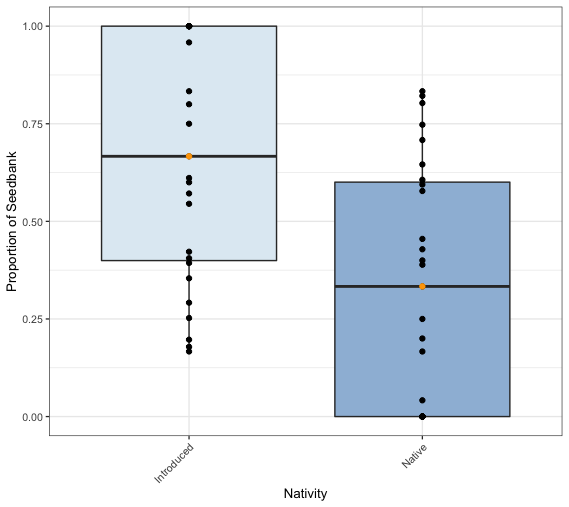 Proportion of Seedbank
1.00
0.75
0.50
0.25
0.00
Introduced
Native
Nativity